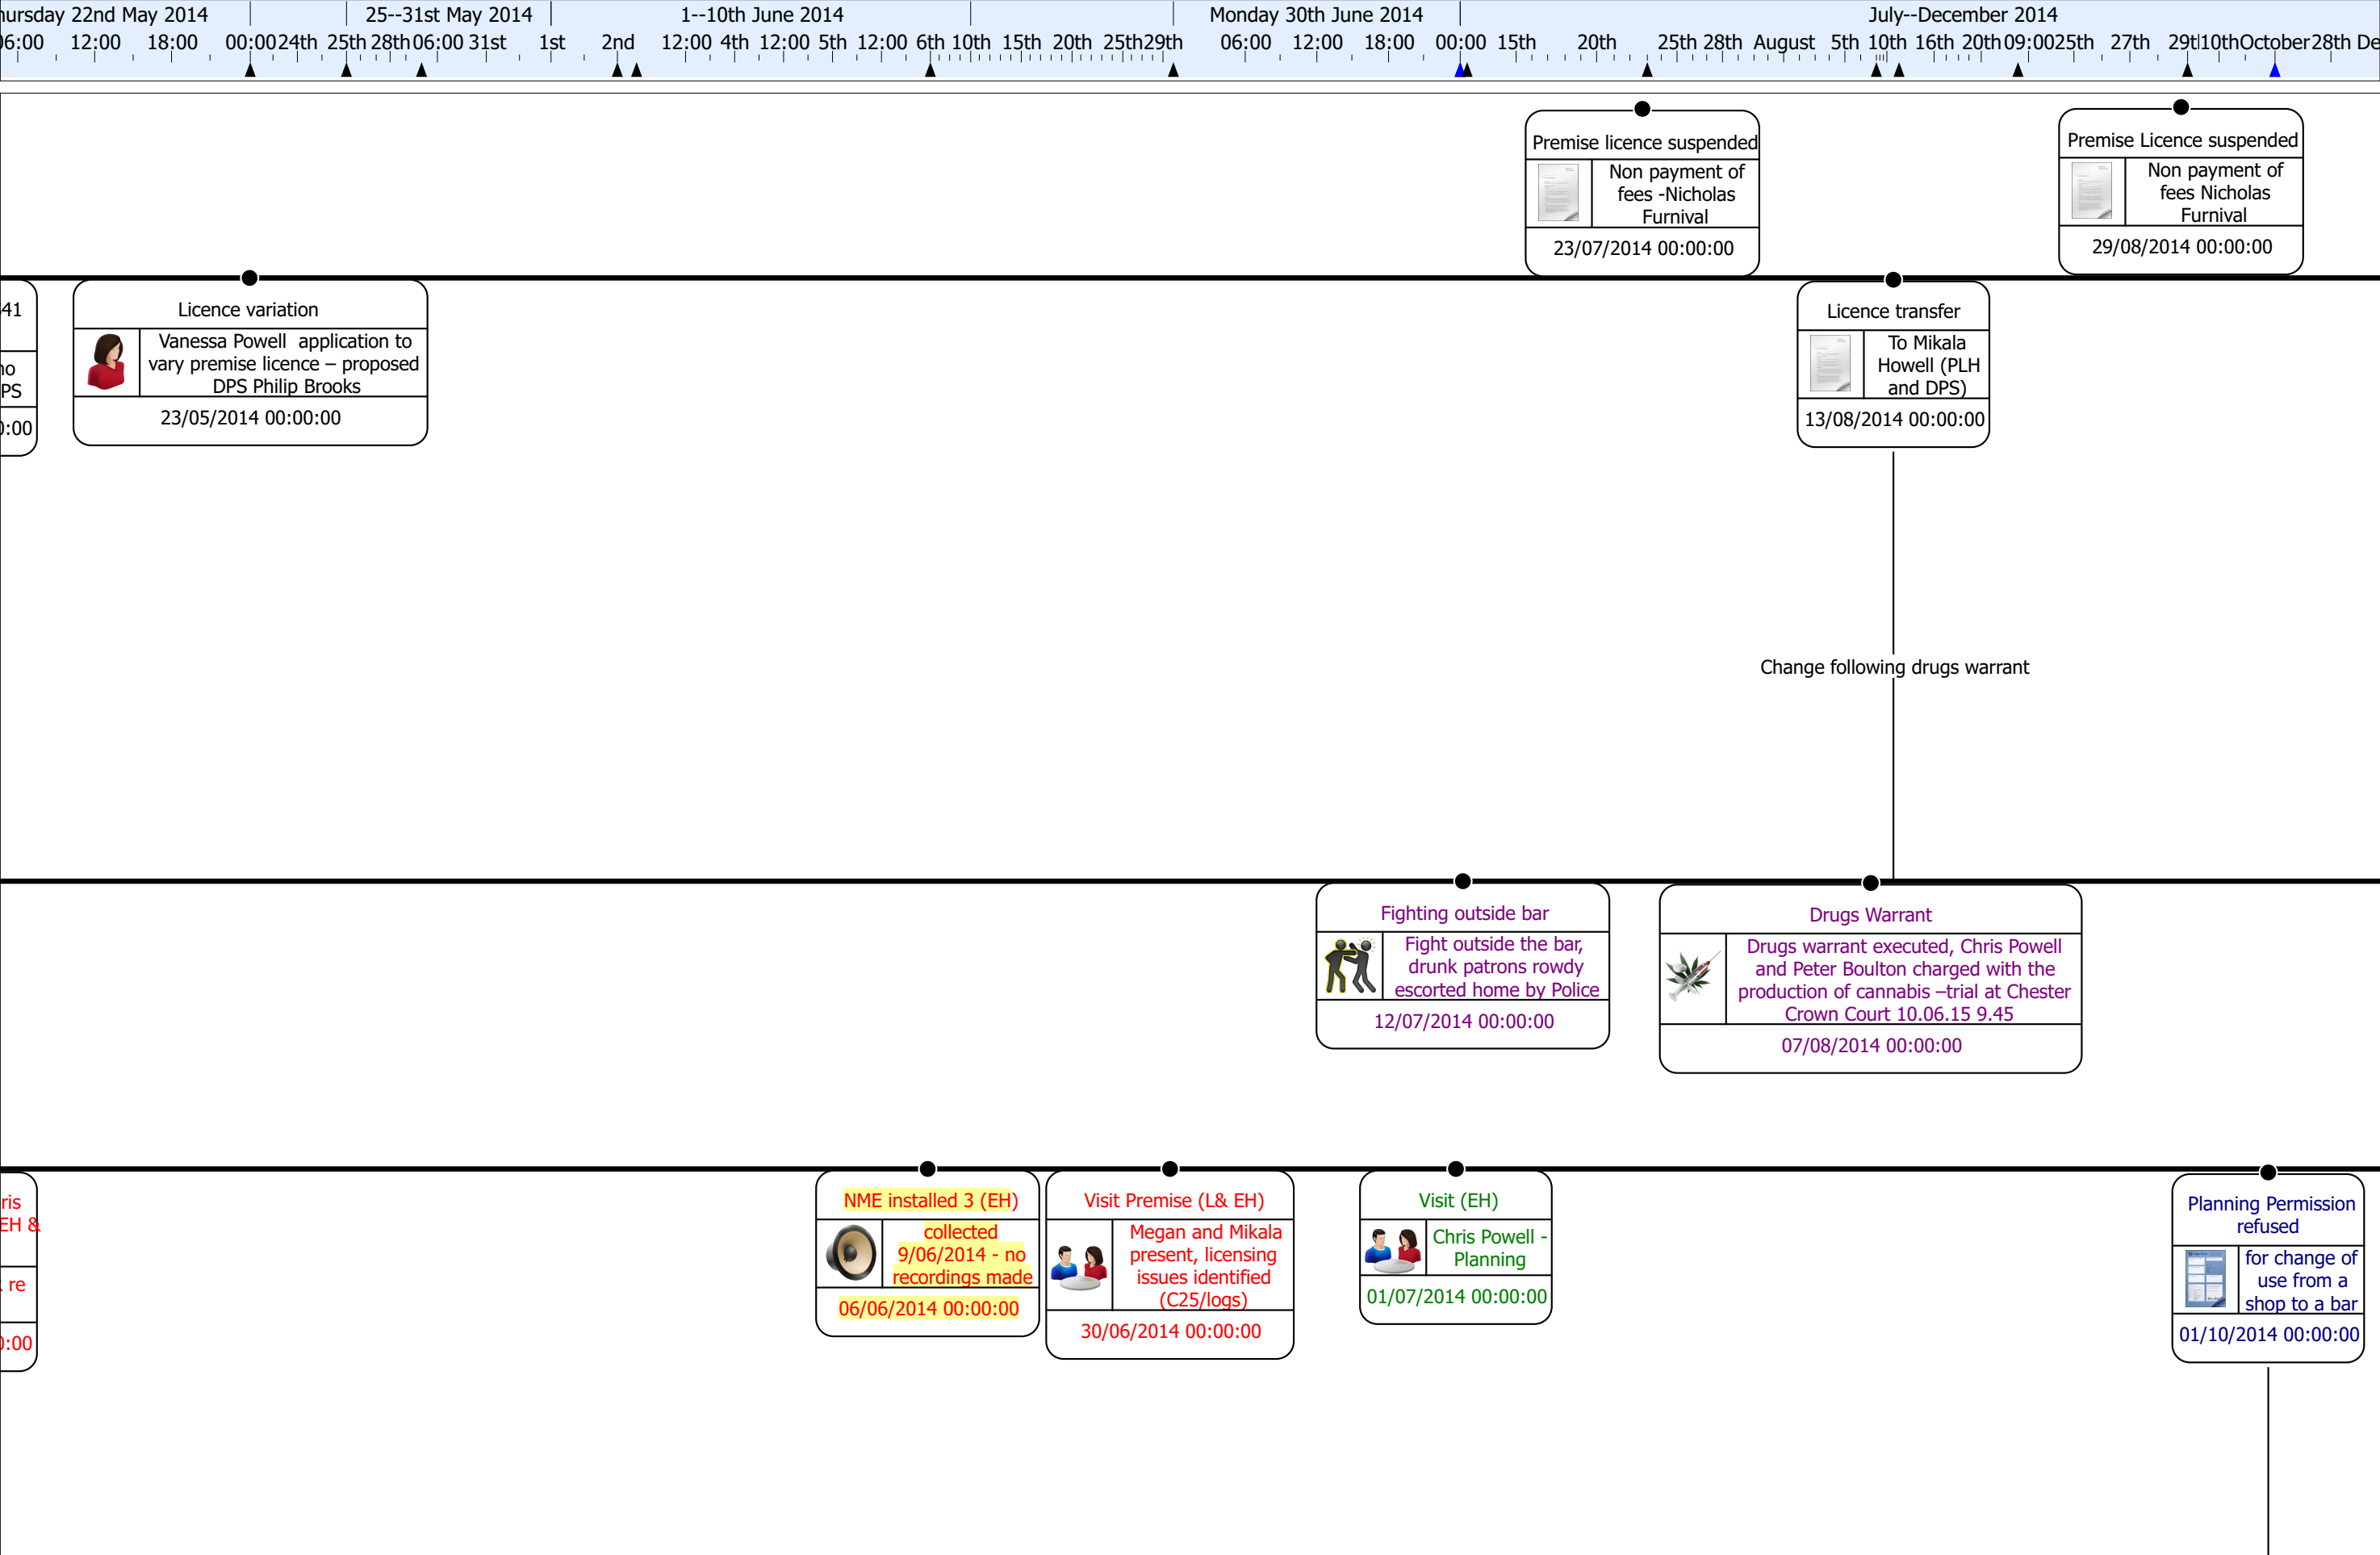 hursday 22nd May 2014 25--31st May 2014 1--10th June 2014 Monday 30th June 2014 July--December 2014
06:00 12:00 18:00 00:00 24th 25th 28th 06:00 31st 1st 2nd 12:00 4th 12:00 5th 12:00 6th 10th 15th 20th 25th 29th 06:00 12:00 18:00 00:00 15th 20th 25th 28th August 5th 10th 16th 20th 09:00 25th 27th 29th 10th October 28th De
Premise licence suspended
Non payment of
fees -Nicholas
Furnival
23/07/2014 00:00:00
Premise Licence suspended
Non payment of
fees Nicholas
Furnival
29/08/2014 00:00:00
41
no
PS
0:00
Licence variation
Vanessa Powell application to
vary premise licence – proposed
DPS Philip Brooks
23/05/2014 00:00:00
Licence transfer
To Mikala
Howell (PLH
and DPS)
13/08/2014 00:00:00
Change following drugs warrant
Fighting outside bar
Fight outside the bar,
drunk patrons rowdy
escorted home by Police
12/07/2014 00:00:00
Drugs Warrant
Drugs warrant executed, Chris Powell
and Peter Boulton charged with the
production of cannabis –trial at Chester
Crown Court 10.06.15 9.45
07/08/2014 00:00:00
ris
EH &
re
0:00
NME installed 3 (EH)
collected
9/06/2014 - no
recordings made
06/06/2014 00:00:00
Visit Premise (L& EH)
Megan and Mikala
present, licensing
issues identified
(C25/logs)
30/06/2014 00:00:00
Visit (EH)
Chris Powell -
Planning
01/07/2014 00:00:00
Planning Permission
refused
for change of
use from a
shop to a bar
01/10/2014 00:00:00